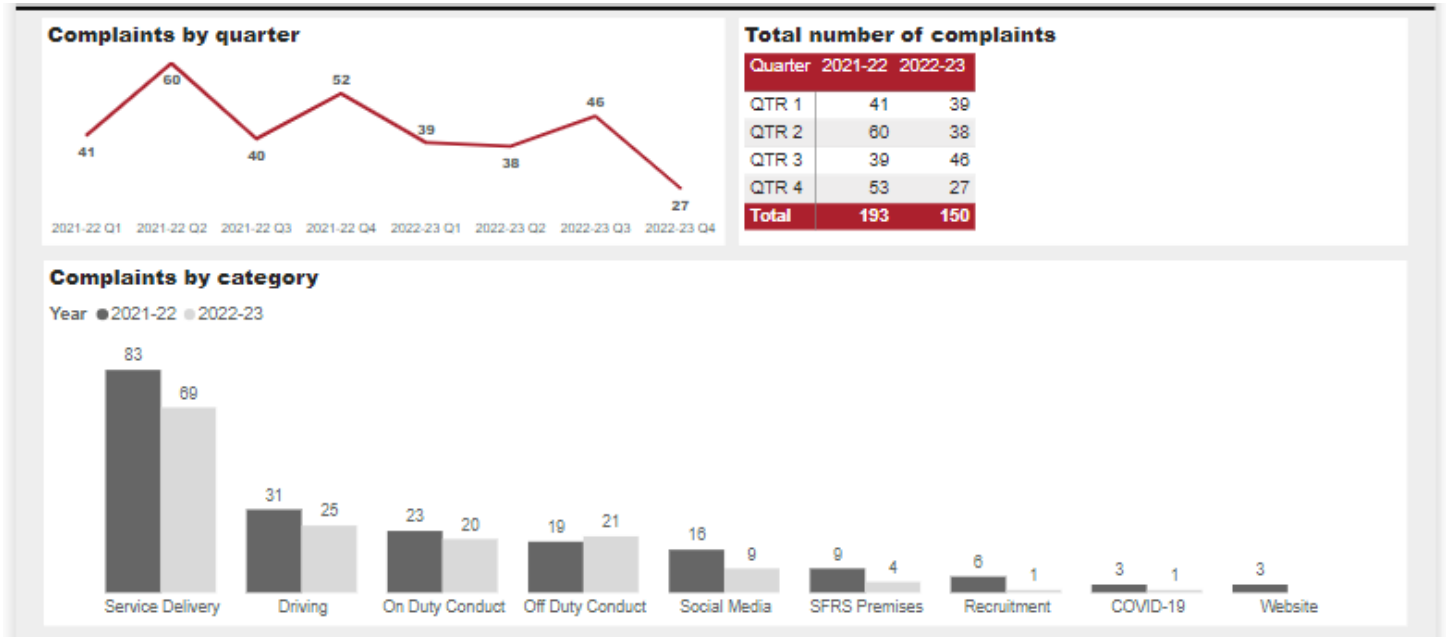 Complaints by quarter
60
52
46
39
41
40
38
27
2021-22 Q1 2021-22 Q2 2021-22 Q3 2021-22 Q4 2022-23 Q1 2022-23 Q2 2022-23 Q3 2022-23 Q4
Total number of complaints
Quarter 2021-22 2022-23
QTR 1 41 39
QTR 2 60 38
QTR 3 39 46
QTR 4 53 27
Total 193 150
Complaints by category
Year 2021-22 2022-23
83
69
31
25
23
20
19
21
16
9
9
4
6
1
3
1
3
Service Delivery Driving On Duty Conduct Off Duty Conduct Social Media SFRS Premises Recruitment COVID-19 Website